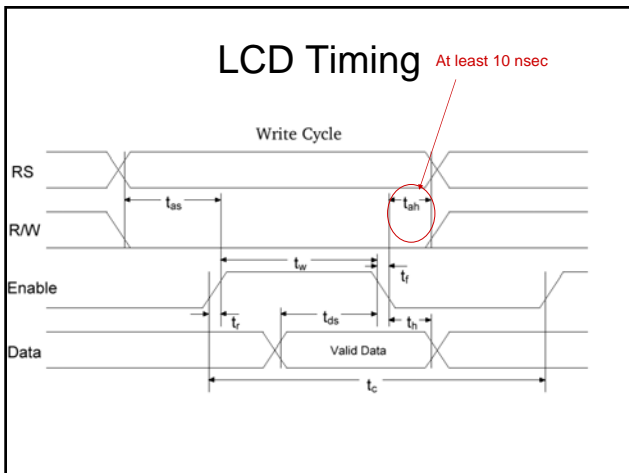 LCD Timing
At least 10 nsec
Write Cycle
RS
tas
tah
R/W
tw
tf
Enable
tr
tds
th
Data
Valid Data
tc